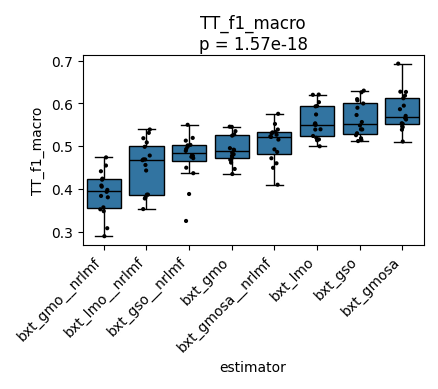 TT_f1_macro
p = 1.57e-18
TT_f1_macro
0.7
0.6
0.5
0.4
0.3
bxt_gmo__nrlmf
bxt_lmo__nrlmf
bxt_gso__nrlmf
bxt_gmo
bxt_gmosa__nrlmf
bxt_lmo
bxt_gso
bxt_gmosa
estimator